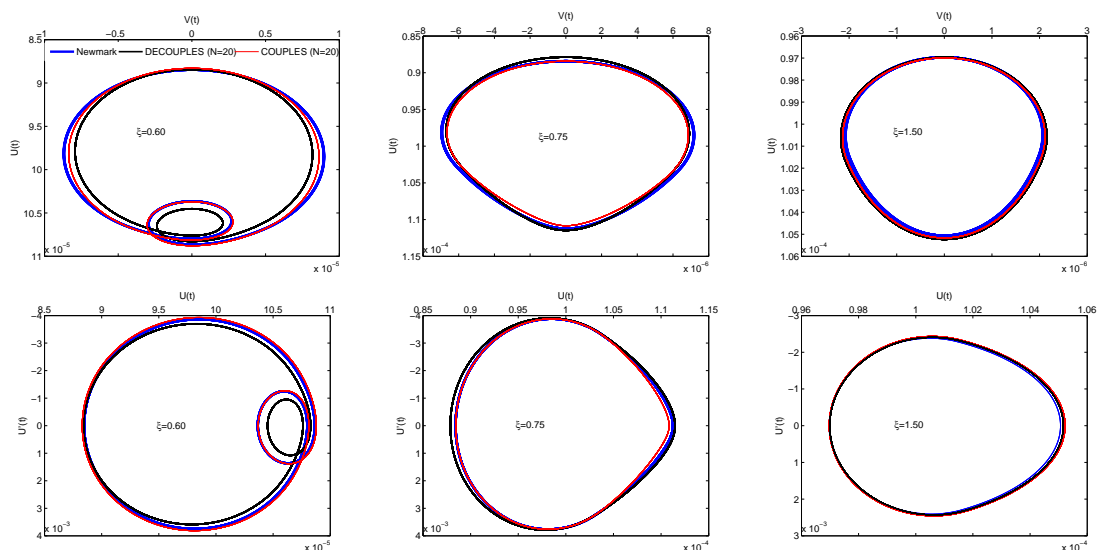 V(t)
−1 −0.5 0 0.5 1
8.5
9
9.5
10
10.5
11
U(t)
Newmark DECOUPLES (N=20) COUPLES (N=20)
ξ=0.60
x 10⁻⁵
x 10⁻⁵
V(t)
−8 −6 −4 −2 0 2 4 6 8
0.85
0.9
0.95
1
1.05
1.1
1.15
U(t)
ξ=0.75
x 10⁻⁴
x 10⁻⁶
V(t)
−3 −2 −1 0 1 2 3
0.96
0.97
0.98
0.99
1
1.01
1.02
1.03
1.04
1.05
1.06
U(t)
ξ=1.50
x 10⁻⁴
x 10⁻⁶
U(t)
8.5 9 9.5 10 10.5 11
−4
−3
−2
−1
0
1
2
3
4
U'(t)
ξ=0.60
x 10⁻³
x 10⁻⁵
U(t)
0.85 0.9 0.95 1 1.05 1.1 1.15
−4
−3
−2
−1
0
1
2
3
4
U'(t)
ξ=0.75
x 10⁻³
x 10⁻⁴
U(t)
0.96 0.98 1 1.02 1.04 1.06
−3
−2
−1
0
1
2
3
U'(t)
ξ=1.50
x 10⁻³
x 10⁻⁴